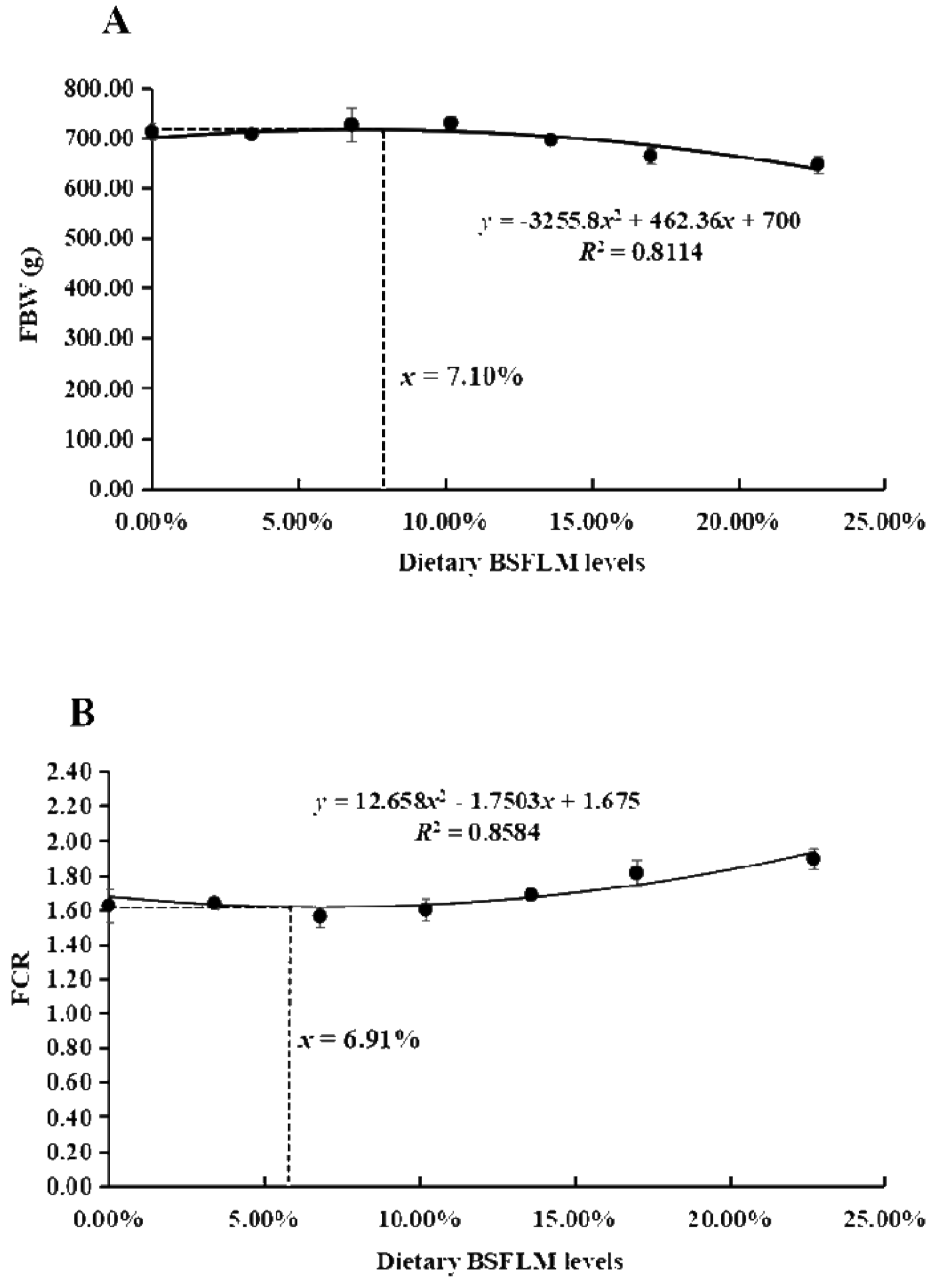 A
800.00
700.00
600.00
500.00
400.00
300.00
200.00
100.00
0.00
FBW (g)
y = -3255.8x² + 462.36x + 700
R² = 0.8114
x = 7.10%
0.00% 5.00% 10.00% 15.00% 20.00% 25.00%
Dietary BSFLM levels
B
2.40
2.20
2.00
1.80
1.60
1.40
1.20
1.00
0.80
0.60
0.40
0.20
0.00
FCR
y = 12.658x² - 1.7503x + 1.675
R² = 0.8584
x = 6.91%
0.00% 5.00% 10.00% 15.00% 20.00% 25.00%
Dietary BSFLM levels